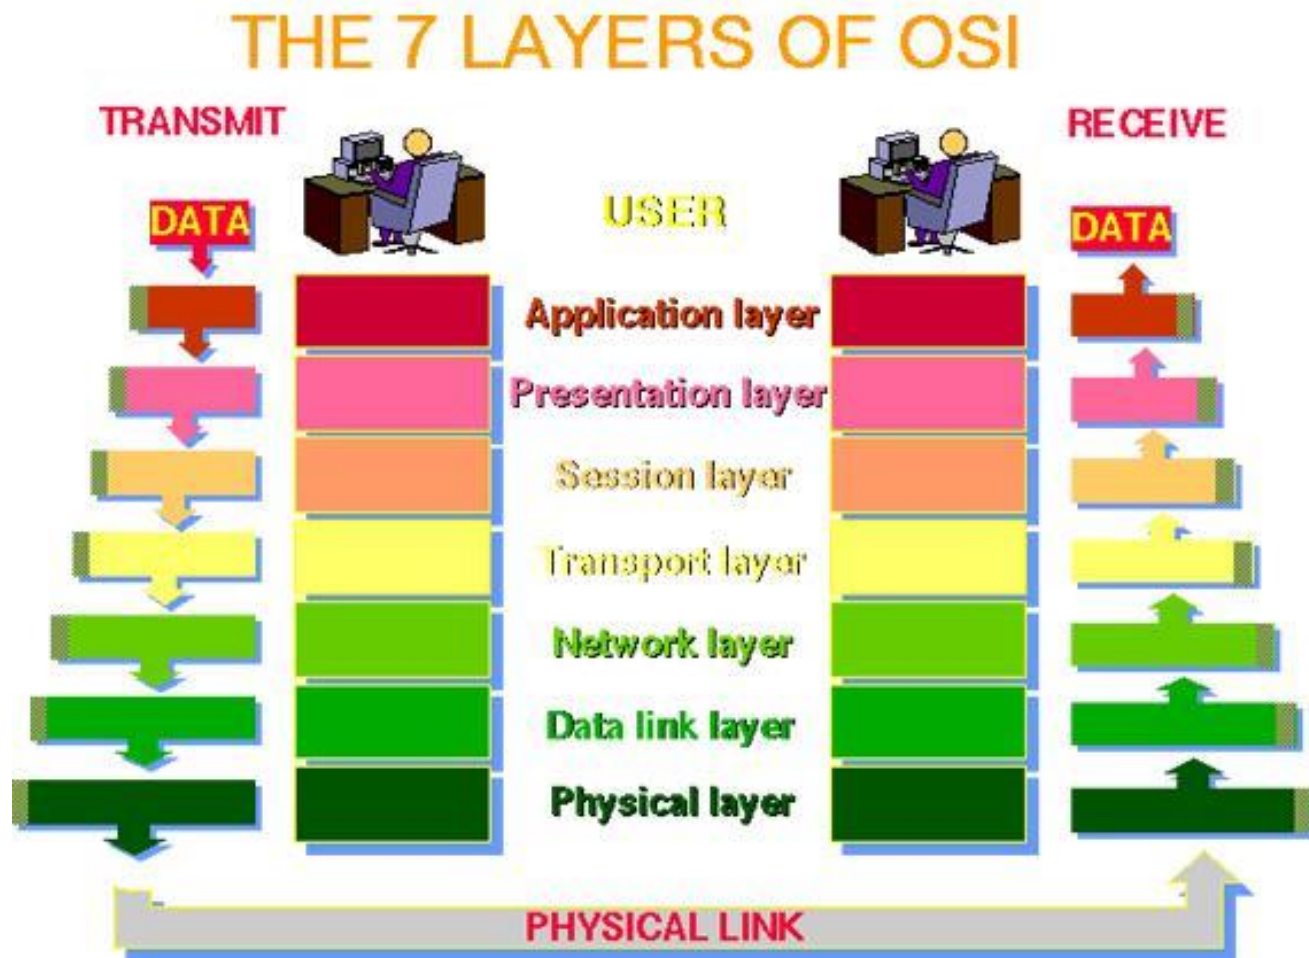 THE 7 LAYERS OF OSI
TRANSMIT
RECEIVE
USER
DATA
DATA
Application layer
Presentation layer
Session layer
Transport layer
Network layer
Data link layer
Physical layer
PHYSICAL LINK